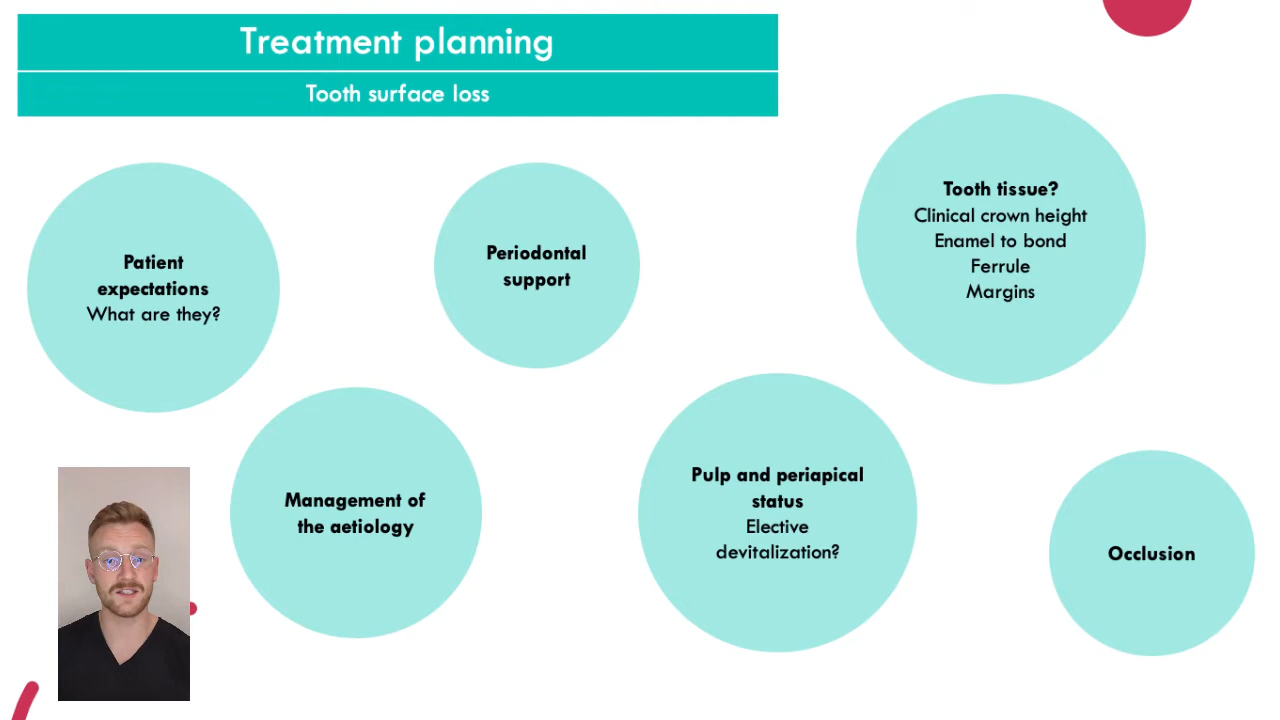 Treatment planning
Tooth surface loss
Patient
expectations
What are they?
Management of
the aetiology
Periodontal
support
Pulp and periapical
status
Elective
devitalization?
Tooth tissue?
Clinical crown height
Enamel to bond
Ferrule
Margins
Occlusion